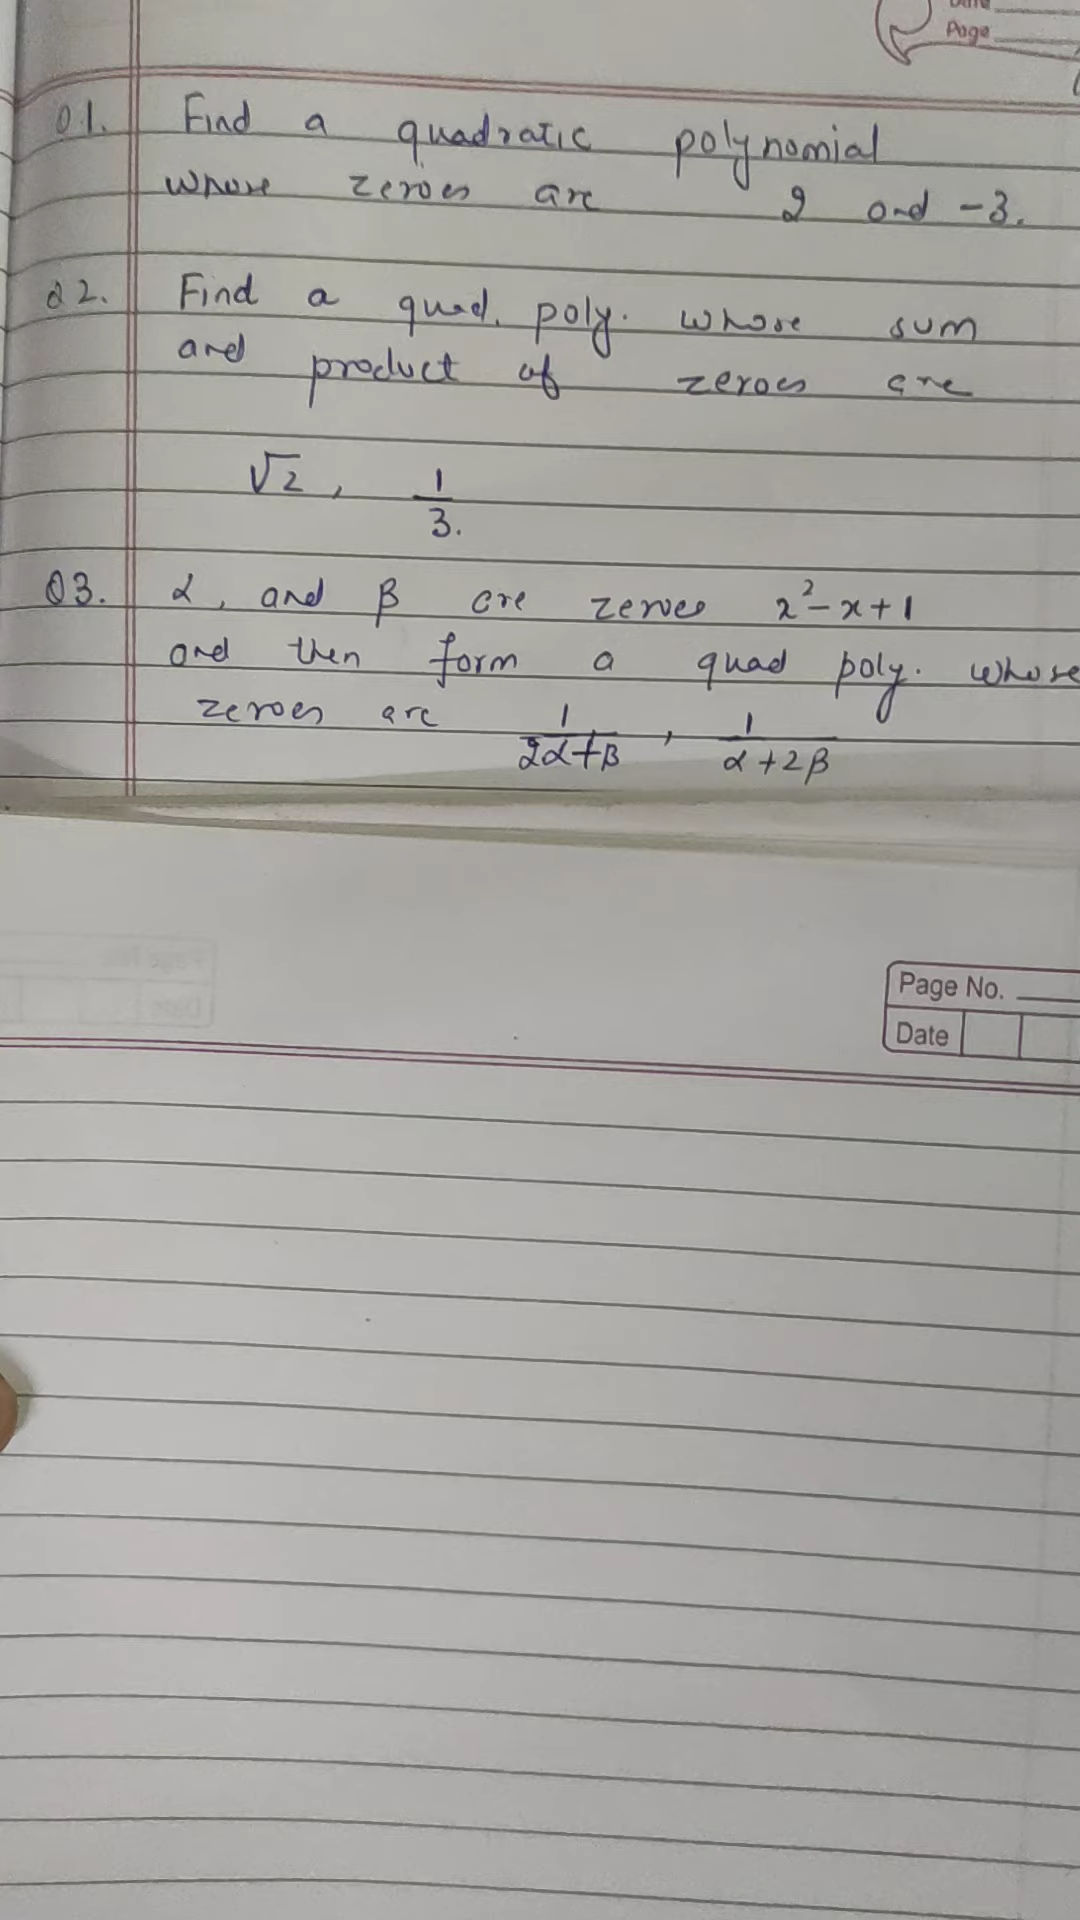 Date
Page
Q1. Find a quadratic polynomial
whose zeroes are 2 and -3.
Q2. Find a quad. poly. whose sum
and product of zeroes are
√2, 1/3.
Q3. α, and β are zeroes x²-x+1
and then form a quad poly. whose
zeroes are 1/(2α+β), 1/(α+2β)
Page No.
Date